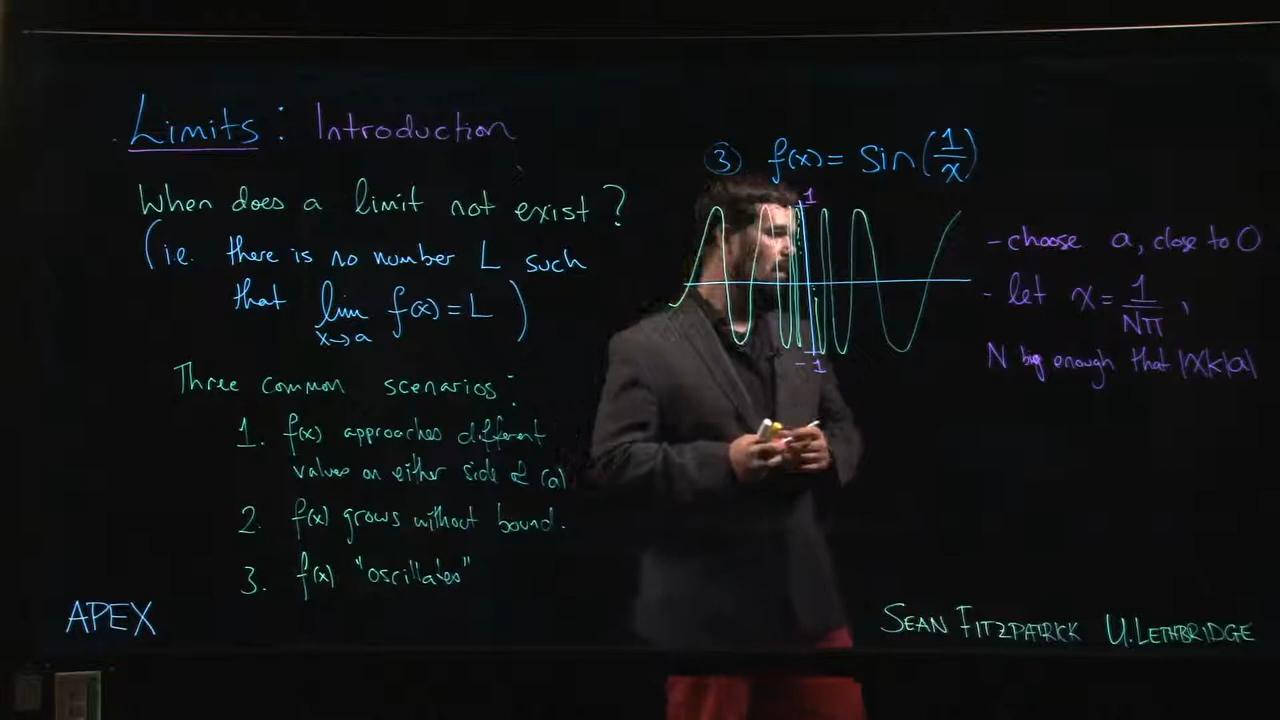 Limits: Introduction
When does a limit not exist?
(i.e. there is no number L such
that lim f(x) = L)
x→a
Three common scenarios:
1. f(x) approaches different
values on either side of (a)
2. f(x) grows without bound.
3. f(x) "oscillates"
APEX
③ f(x) = sin(1/x)
1
-1
- choose a, close to 0
- let x = 1/Nπ,
N big enough that |x|<|a|
SEAN FITZPATRICK U. LETHBRIDGE